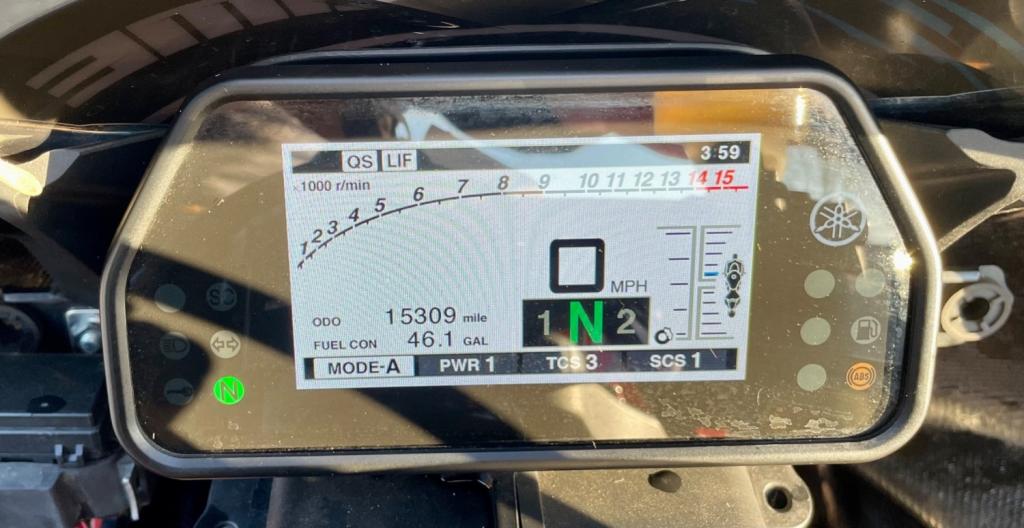 QS LIF 3:59
×1000 r/min
1 2 3 4 5 6 7 8 9 10 11 12 13 14 15
0 MPH
1 N 2
ODO 15309 mile
FUEL CON 46.1 GAL
MODE-A PWR 1 TCS 3 SCS 1
N
ABS